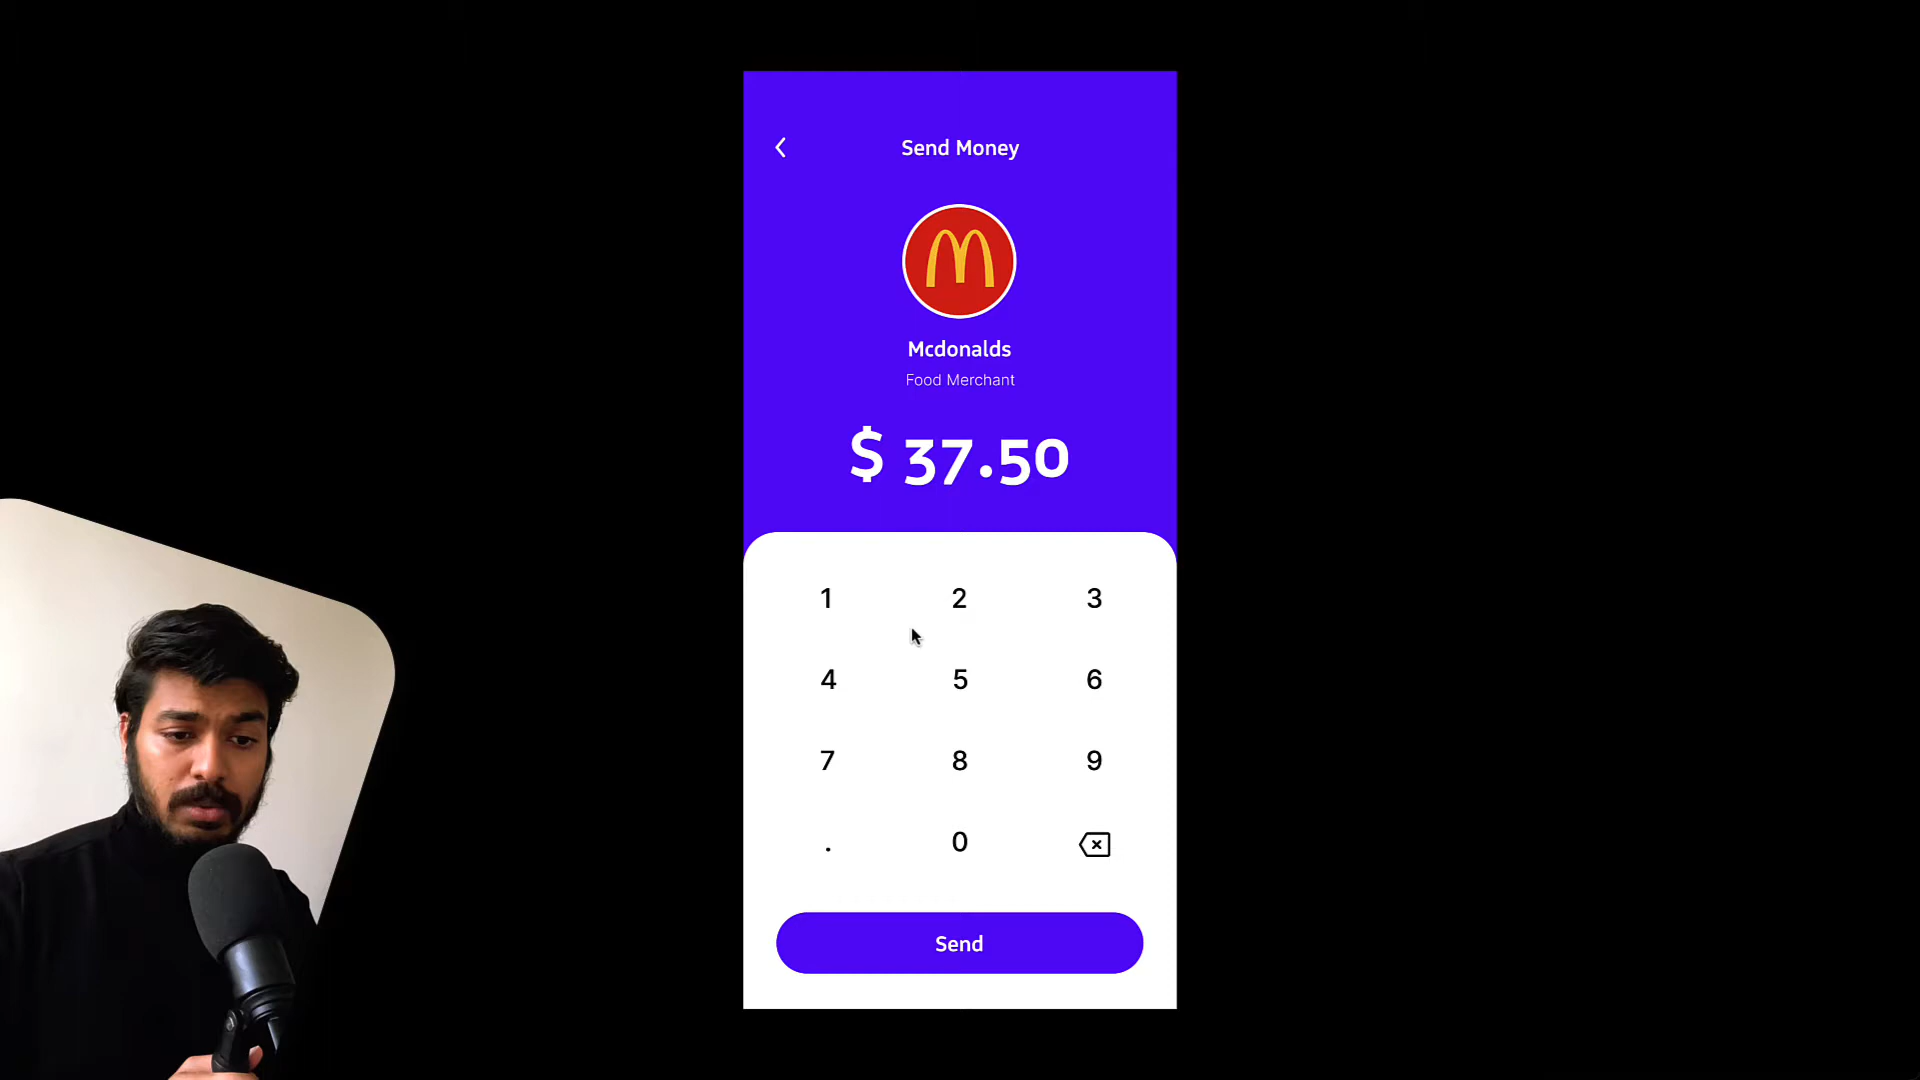 Send Money
M
Mcdonalds
Food Merchant
$ 37.50
1 2 3
4 5 6
7 8 9
. 0
Send